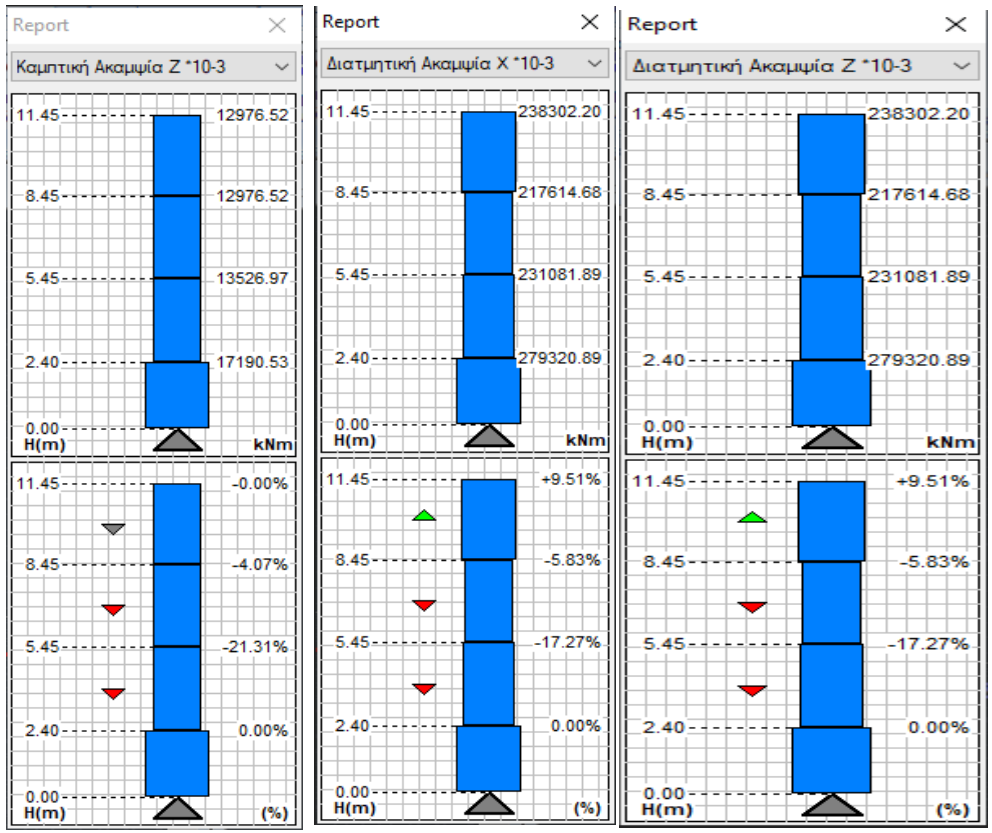 Report
Καμπτική Ακαμψία Z *10-3
11.45 12976.52
8.45 12976.52
5.45 13526.97
2.40 17190.53
0.00
H(m) kNm
11.45 -0.00%
8.45 -4.07%
5.45 -21.31%
2.40 0.00%
0.00
H(m) (%)
Report
Διατμητική Ακαμψία X *10-3
11.45 238302.20
8.45 217614.68
5.45 231081.89
2.40 279320.89
0.00
H(m) kNm
11.45 +9.51%
8.45 -5.83%
5.45 -17.27%
2.40 0.00%
0.00
H(m) (%)
Report
Διατμητική Ακαμψία Z *10-3
11.45 238302.20
8.45 217614.68
5.45 231081.89
2.40 279320.89
0.00
H(m) kNm
11.45 +9.51%
8.45 -5.83%
5.45 -17.27%
2.40 0.00%
0.00
H(m) (%)